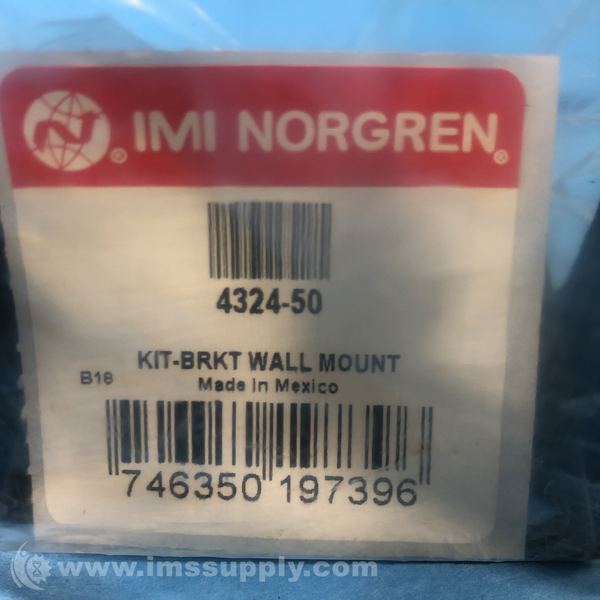 IMI NORGREN
4324-50
KIT-BRKT WALL MOUNT
B18
Made in Mexico
746350 197396
www.imssupply.com